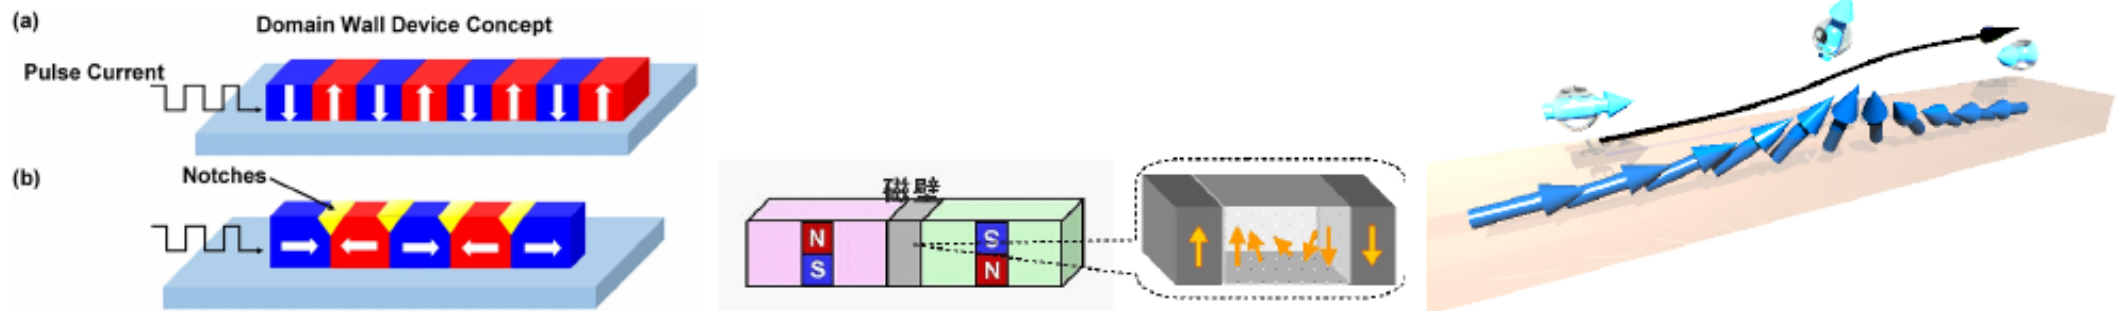 (a)
Domain Wall Device Concept
Pulse Current
(b)
Notches
磁壁
N
S
S
N